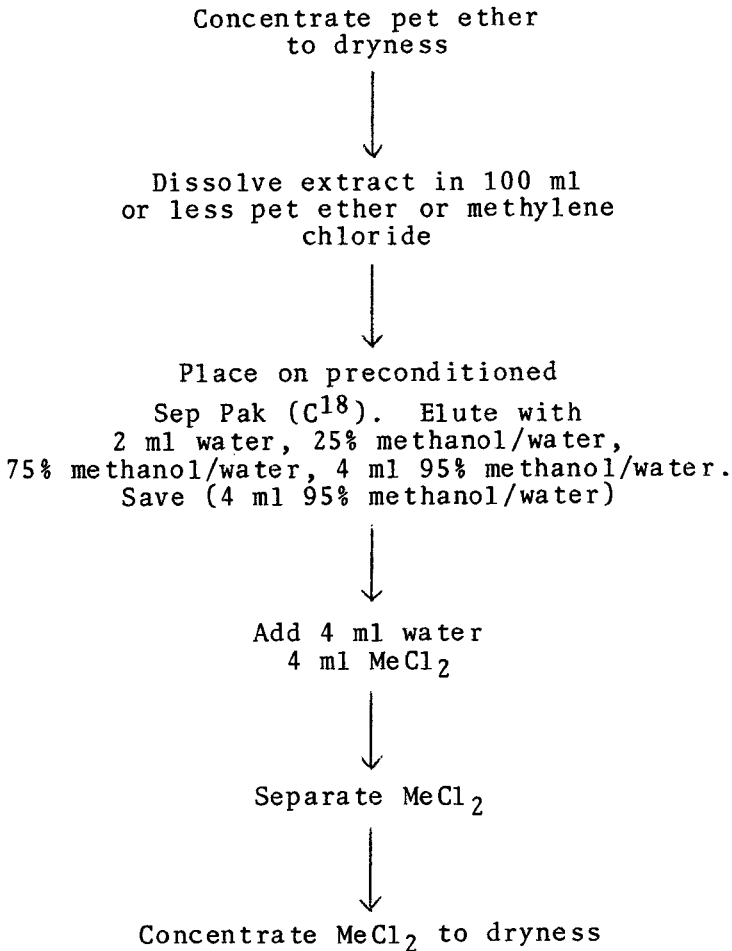 Concentrate pet ether
to dryness
Dissolve extract in 100 ml
or less pet ether or methylene
chloride
Place on preconditioned
Sep Pak (C¹⁸). Elute with
2 ml water, 25% methanol/water,
75% methanol/water, 4 ml 95% methanol/water.
Save (4 ml 95% methanol/water)
Add 4 ml water
4 ml MeCl₂
Separate MeCl₂
Concentrate MeCl₂ to dryness